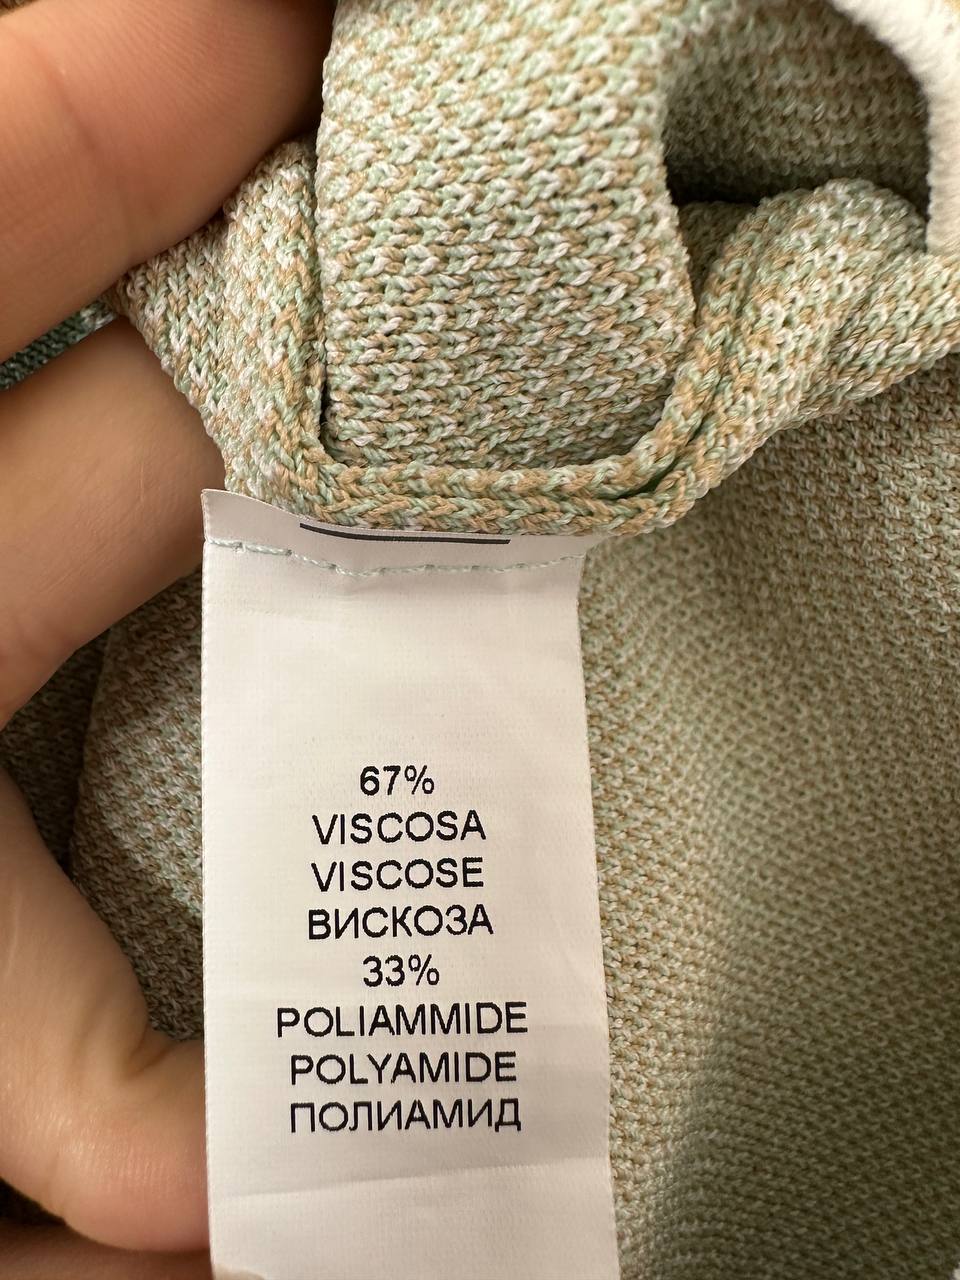 67%
VISCOSA
VISCOSE
ВИСКОЗА
33%
POLIAMMIDE
POLYAMIDE
ПОЛИАМИД